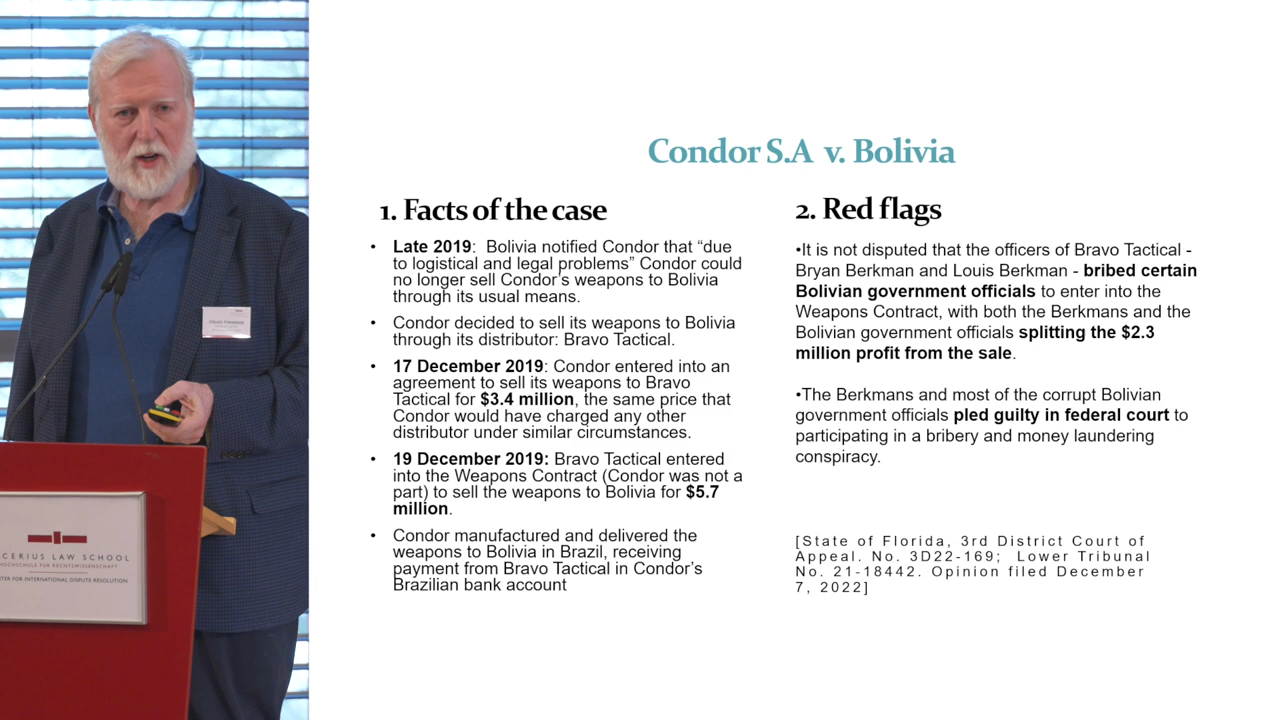 Condor S.A v. Bolivia
1. Facts of the case
• Late 2019: Bolivia notified Condor that “due
to logistical and legal problems” Condor could
no longer sell Condor’s weapons to Bolivia
through its usual means.
• Condor decided to sell its weapons to Bolivia
through its distributor: Bravo Tactical.
• 17 December 2019: Condor entered into an
agreement to sell its weapons to Bravo
Tactical for $3.4 million, the same price that
Condor would have charged any other
distributor under similar circumstances.
• 19 December 2019: Bravo Tactical entered
into the Weapons Contract (Condor was not a
part) to sell the weapons to Bolivia for $5.7
million.
• Condor manufactured and delivered the
weapons to Bolivia in Brazil, receiving
payment from Bravo Tactical in Condor’s
Brazilian bank account
2. Red flags
•It is not disputed that the officers of Bravo Tactical -
Bryan Berkman and Louis Berkman - bribed certain
Bolivian government officials to enter into the
Weapons Contract, with both the Berkmans and the
Bolivian government officials splitting the $2.3
million profit from the sale.
•The Berkmans and most of the corrupt Bolivian
government officials pled guilty in federal court to
participating in a bribery and money laundering
conspiracy.
[State of Florida, 3rd District Court of
Appeal. No. 3D22-169; Lower Tribunal
No. 21-18442. Opinion filed December
7, 2022]
CERIUS LAW SCHOOL
HOCHSCHULE FÜR RECHTSWISSENSCHAFT
TER FOR INTERNATIONAL DISPUTE RESOLUTION